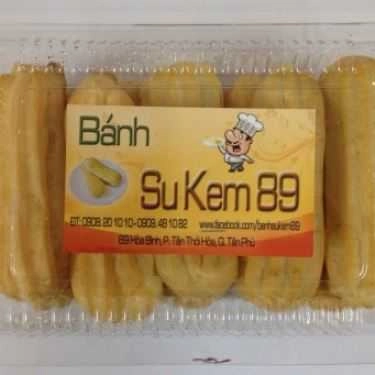 Bánh
Su Kem 89
ĐT: 0908. 20 10 10 - 0909. 48 10 82 www.facebook.com/banhsukem89
89 Hòa Bình, P. Tân Thới Hòa, Q. Tân Phú